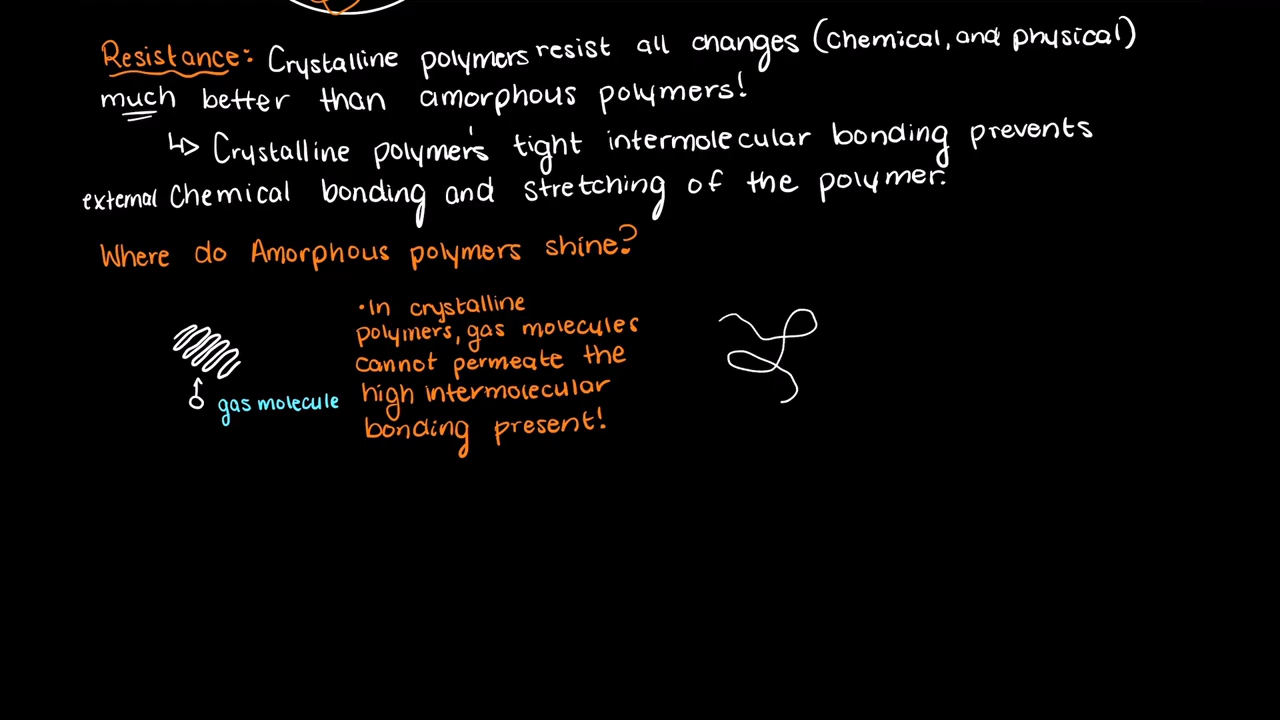 Resistance: Crystalline polymers resist all changes (chemical, and physical)
much better than amorphous polymers!
↳ Crystalline polymer's tight intermolecular bonding prevents
external Chemical bonding and stretching of the polymer.
Where do Amorphous polymers shine?
•In crystalline
polymers, gas molecules
cannot permeate the
high intermolecular
bonding present!
gas molecule